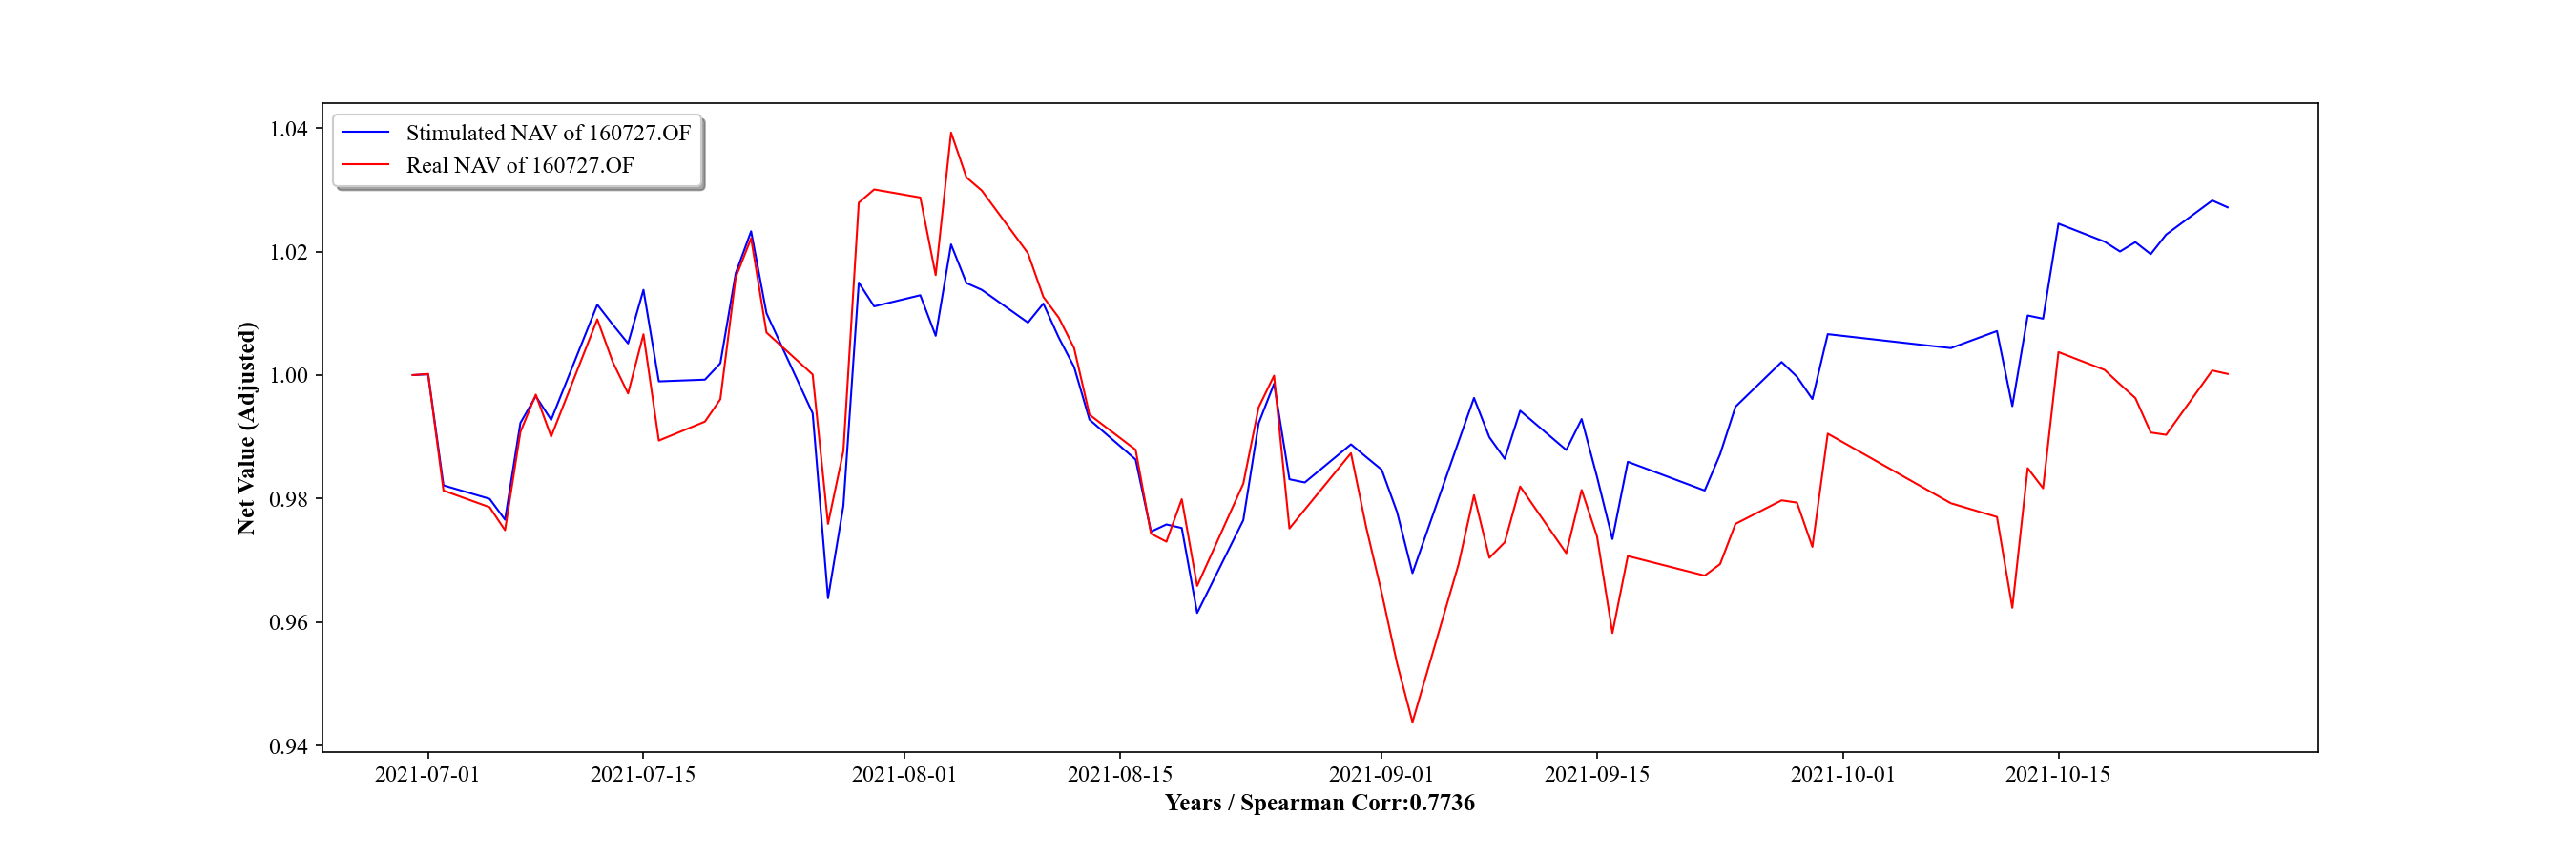 Stimulated NAV of 160727.OF
Real NAV of 160727.OF
1.04
1.02
1.00
0.98
0.96
0.94
Net Value (Adjusted)
2021-07-01 2021-07-15 2021-08-01 2021-08-15 2021-09-01 2021-09-15 2021-10-01 2021-10-15
Years / Spearman Corr:0.7736